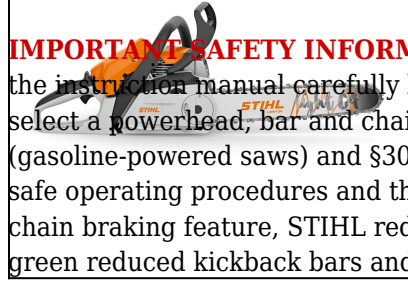 IMPORTANT SAFETY INFORM
the instruction manual carefully
select a powerhead, bar and chai
(gasoline-powered saws) and §30
safe operating procedures and th
chain braking feature, STIHL red
green reduced kickback bars and
STIHL
STIHL